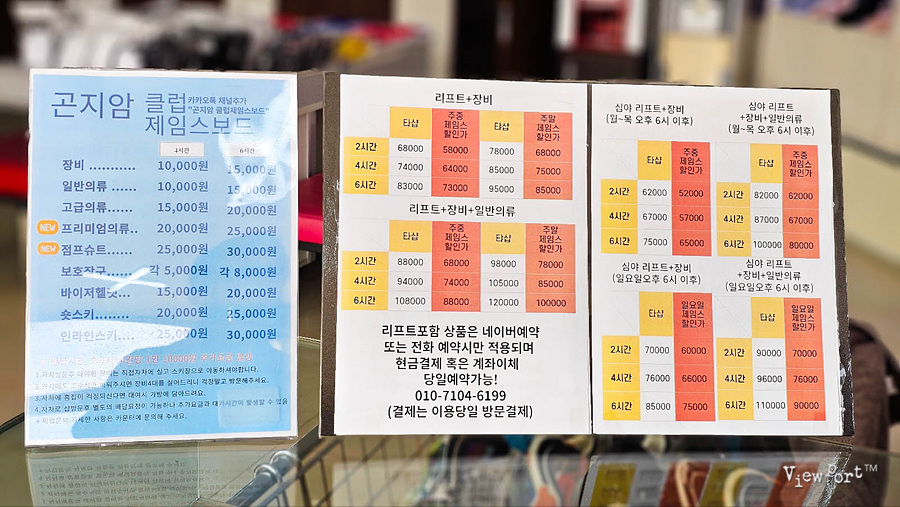 곤지암 클럽 카카오톡 채널추가
"곤지암 클럽제임스보드"
제임스보드
4시간 6시간
장비 ............ 10,000원 15,000원
일반의류 ...... 10,000원 15,000원
고급의류...... 15,000원 20,000원
NEW 프리미엄의류.. 20,000원 25,000원
NEW 점프슈트...... 25,000원 30,000원
보호장구...... 각 5,000원 각 8,000원
바이저헬멧... 15,000원 20,000원
숏스키........ 20,000원 25,000원
인라인스키.... 25,000원 30,000원
리프트+장비
타샵 주중 제임스 할인가 타샵 주말 제임스 할인가
2시간 68000 58000 78000 68000
4시간 74000 64000 85000 75000
6시간 83000 73000 95000 85000
리프트+장비+일반의류
타샵 주중 제임스 할인가 타샵 주말 제임스 할인가
2시간 88000 68000 98000 78000
4시간 94000 74000 105000 85000
6시간 108000 88000 120000 100000
리프트포함 상품은 네이버예약
또는 전화 예약시만 적용되며
현금결제 혹은 계좌이체
당일예약가능!
010-7104-6199
(결제는 이용당일 방문결제)
심야 리프트+장비
(월~목 오후 6시 이후)
타샵 주중 제임스 할인가
2시간 62000 52000
4시간 67000 57000
6시간 75000 65000
심야 리프트
+장비+일반의류
(월~목 오후 6시 이후)
타샵 주중 제임스 할인가
2시간 82000 62000
4시간 87000 67000
6시간 100000 80000
심야 리프트+장비
(일요일오후 6시 이후)
타샵 일요일 제임스 할인가
2시간 70000 60000
4시간 76000 66000
6시간 85000 75000
심야 리프트
+장비+일반의류
(일요일오후 6시 이후)
타샵 일요일 제임스 할인가
2시간 90000 70000
4시간 96000 76000
6시간 110000 90000
ViewPort™